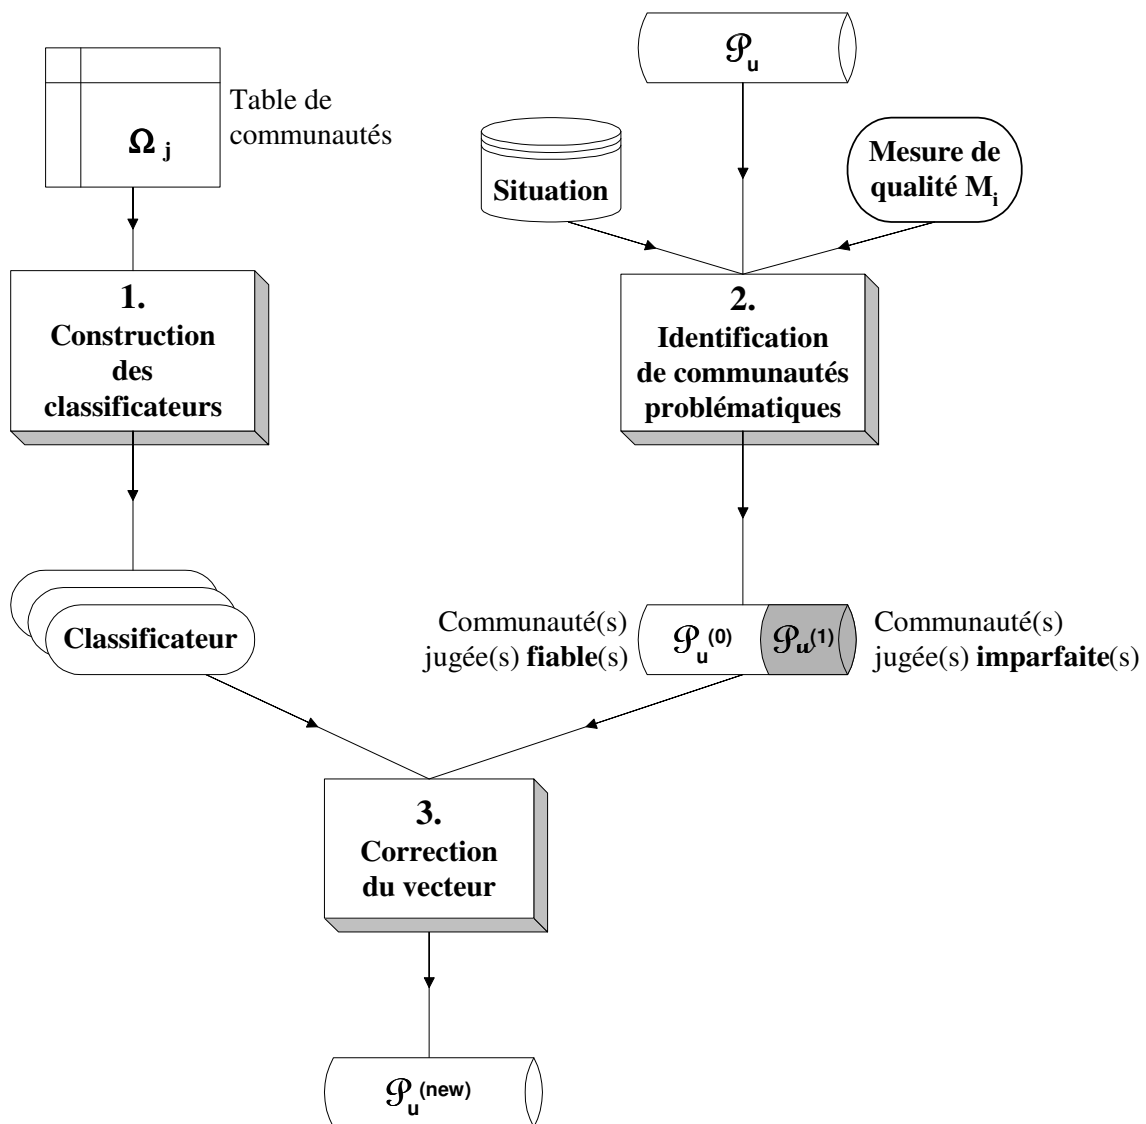 Ω j
Table de
communautés
𝒫u
Situation
Mesure de
qualité Mi
1.
Construction
des
classificateurs
2.
Identification
de communautés
problématiques
Classificateur
Communauté(s)
jugée(s) fiable(s)
𝒫u(0)
𝒫u(1)
Communauté(s)
jugée(s) imparfaite(s)
3.
Correction
du vecteur
𝒫u(new)